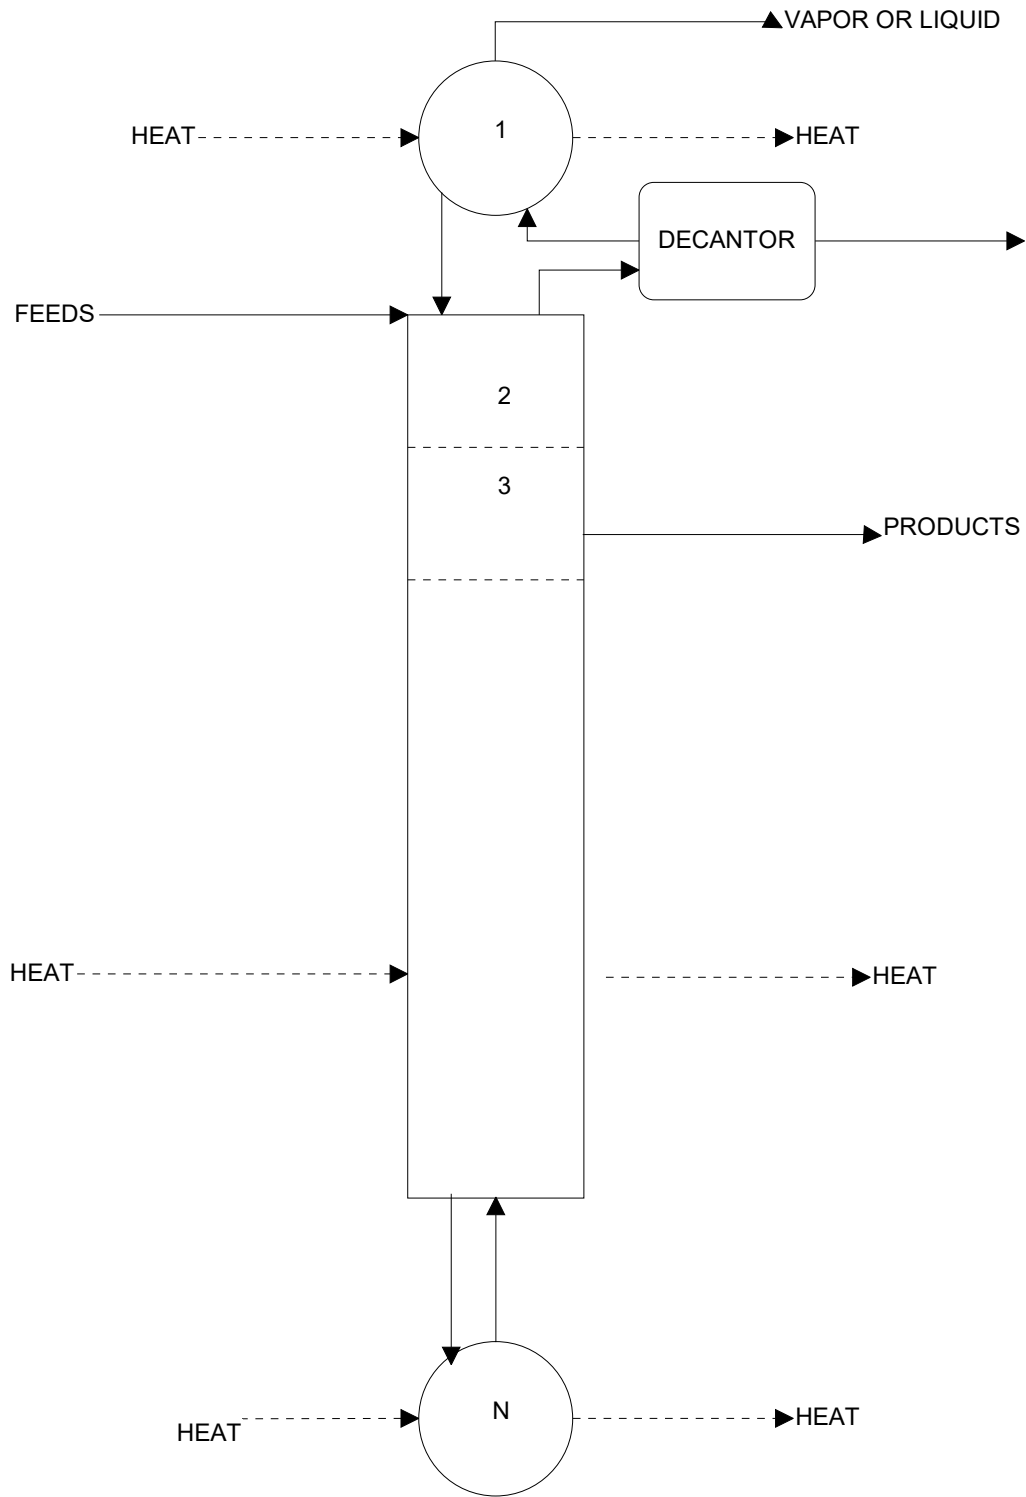 VAPOR OR LIQUID
1
HEAT
HEAT
DECANTOR
FEEDS
2
3
PRODUCTS
HEAT
HEAT
N
HEAT
HEAT